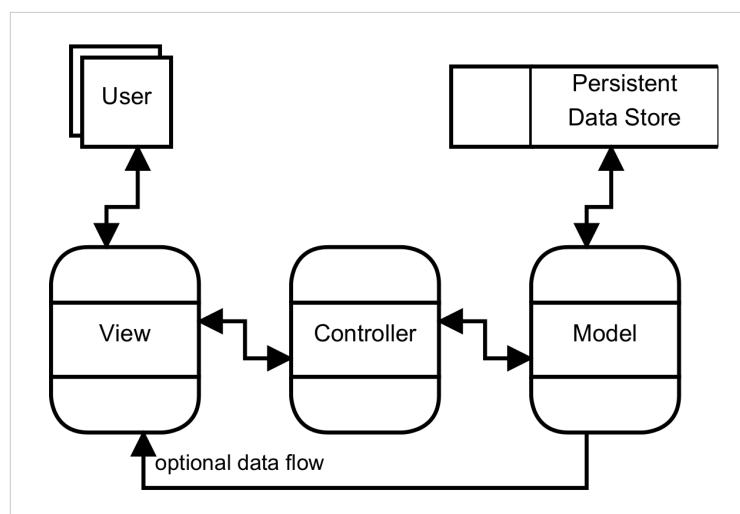 User
Persistent
Data Store
View
Controller
Model
optional data flow